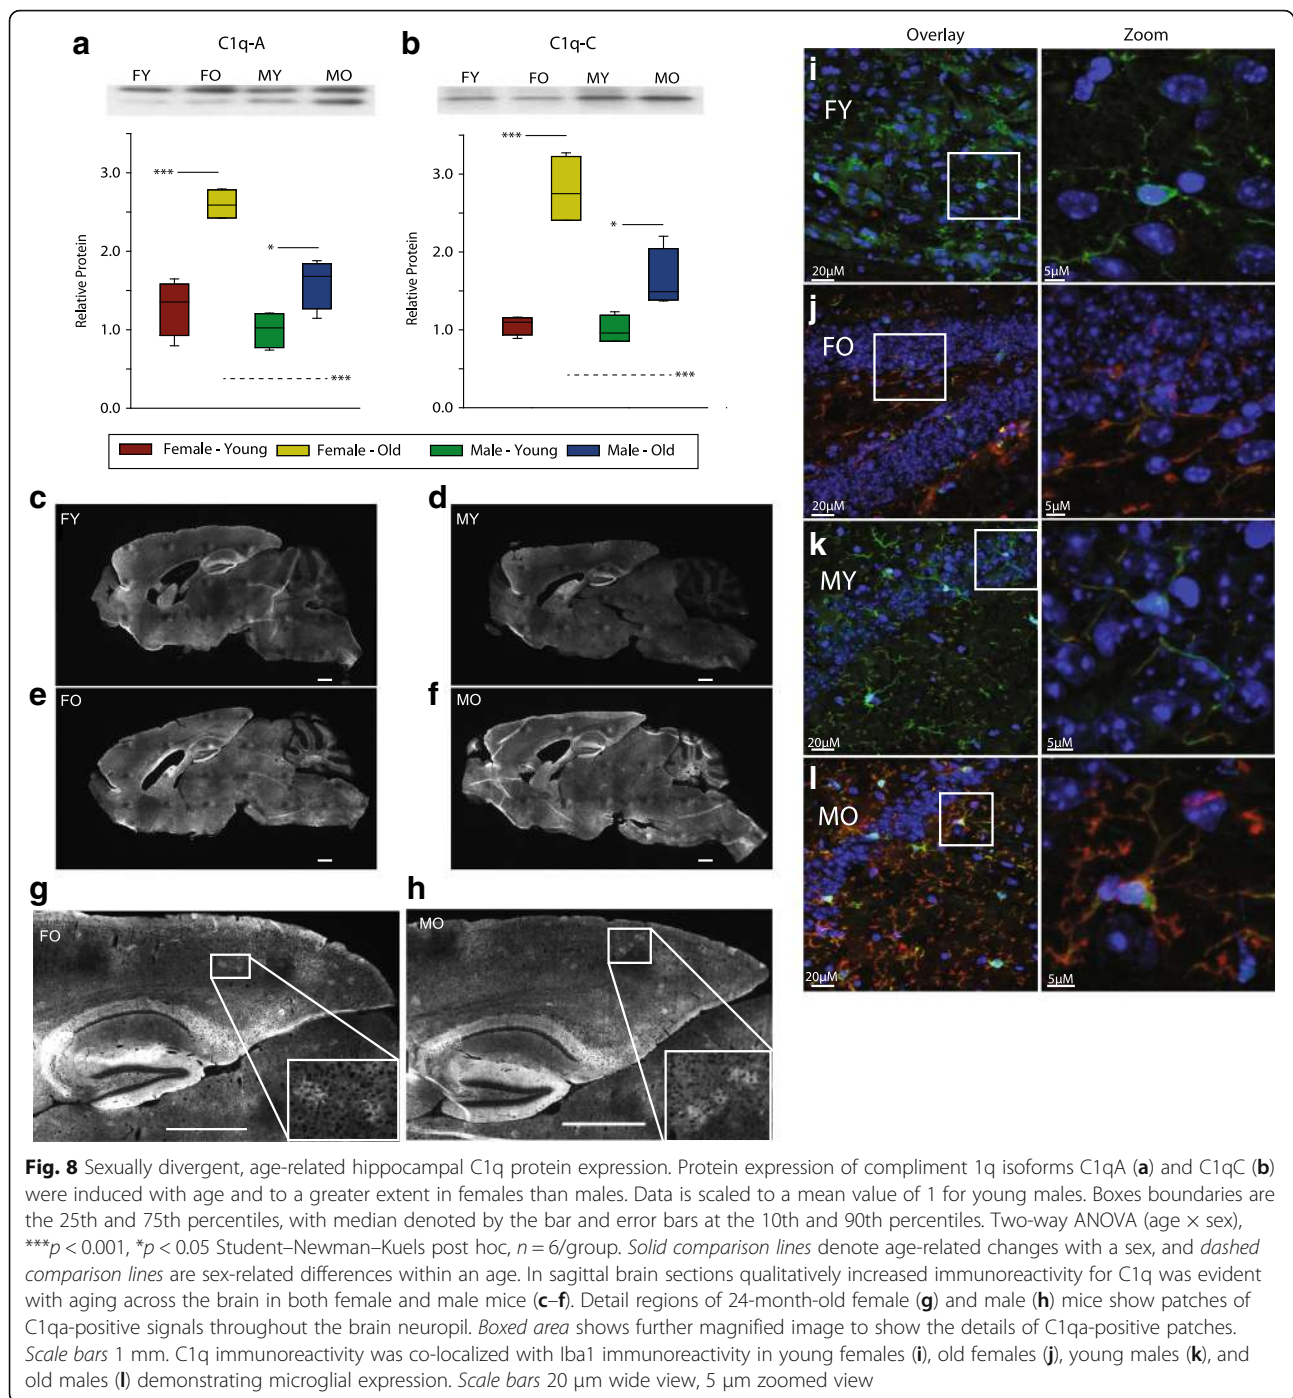 a
C1q-A
FY FO MY MO
Relative Protein
3.0
2.0
1.0
0.0
***
*
***
b
C1q-C
FY FO MY MO
Relative Protein
3.0
2.0
1.0
0.0
***
*
***
Female - Young Female - Old Male - Young Male - Old
c
FY
d
MY
e
FO
f
MO
g
FO
h
MO
Overlay Zoom
i
FY
20µM 5µM
j
FO
20µM 5µM
k
MY
20µM 5µM
l
MO
20µM 5µM
Fig. 8 Sexually divergent, age-related hippocampal C1q protein expression. Protein expression of compliment 1q isoforms C1qA (a) and C1qC (b)
were induced with age and to a greater extent in females than males. Data is scaled to a mean value of 1 for young males. Boxes boundaries are
the 25th and 75th percentiles, with median denoted by the bar and error bars at the 10th and 90th percentiles. Two-way ANOVA (age × sex),
***p < 0.001, *p < 0.05 Student–Newman–Kuels post hoc, n = 6/group. Solid comparison lines denote age-related changes with a sex, and dashed
comparison lines are sex-related differences within an age. In sagittal brain sections qualitatively increased immunoreactivity for C1q was evident
with aging across the brain in both female and male mice (c–f). Detail regions of 24-month-old female (g) and male (h) mice show patches of
C1qa-positive signals throughout the brain neuropil. Boxed area shows further magnified image to show the details of C1qa-positive patches.
Scale bars 1 mm. C1q immunoreactivity was co-localized with Iba1 immunoreactivity in young females (i), old females (j), young males (k), and
old males (l) demonstrating microglial expression. Scale bars 20 μm wide view, 5 μm zoomed view